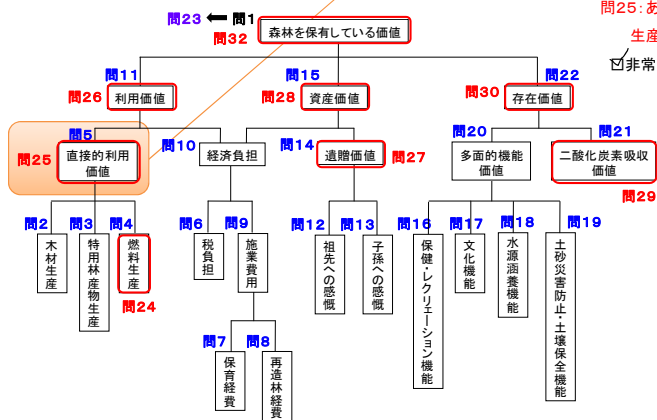 問23 ← 問1
問32
森林を保有している価値
問25:あ
生産
☑非常
問11
問26
利用価値
問15
問28
資産価値
問22
問30
存在価値
問5
問25
直接的利用
価値
問10
経済負担
問14
遺贈価値
問27
問20
多面的機能
価値
問21
二酸化炭素吸収
価値
問29
問2
木材生産
問3
特用林産物生産
問4
燃料生産
問24
問6
税負担
問9
施業費用
問12
祖先への感慨
問13
子孫への感慨
問16
保健・レクリエーション機能
問17
文化機能
問18
水源涵養機能
問19
土砂災害防止・土壌保全機能
問7
保育経費
問8
再造林経費